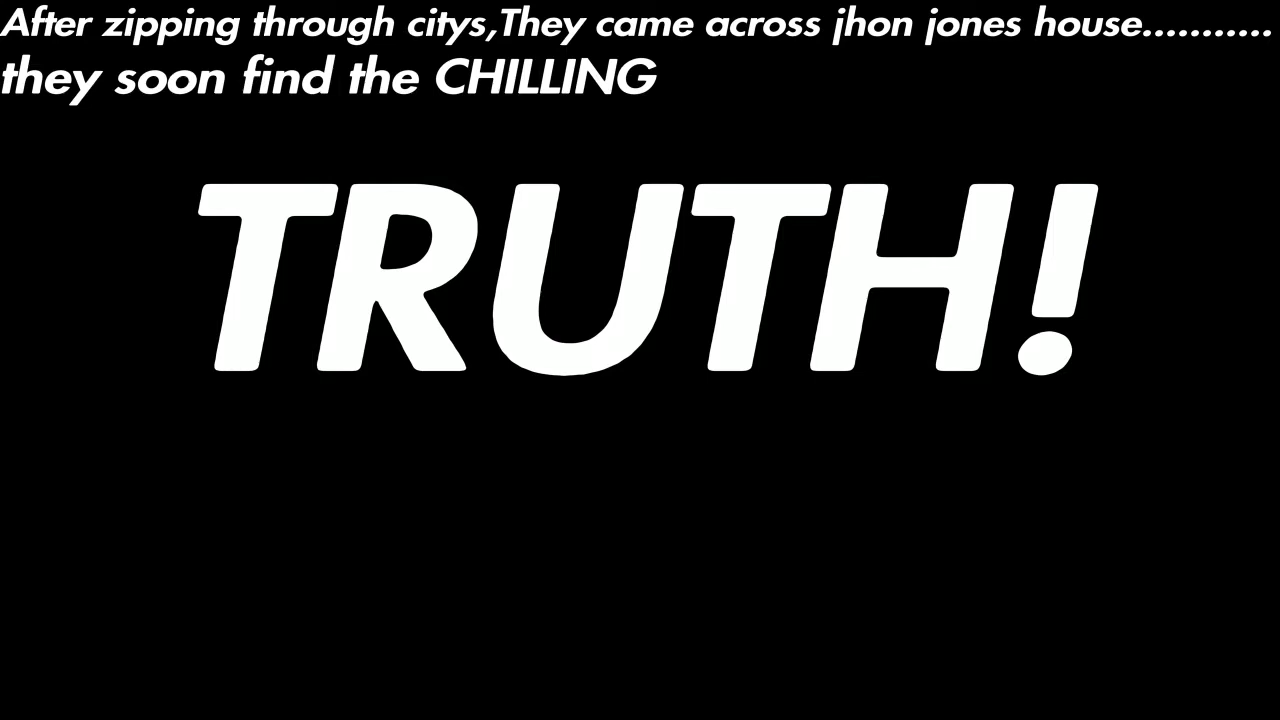 After zipping through citys,They came across jhon jones house...........
they soon find the CHILLING
TRUTH!